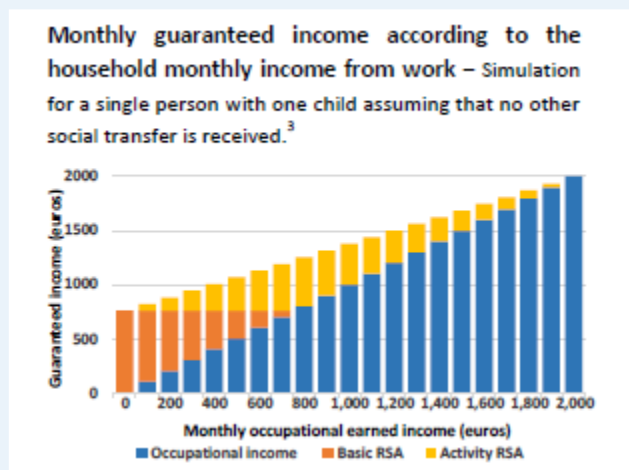 Monthly guaranteed income according to the
household monthly income from work – Simulation
for a single person with one child assuming that no other
social transfer is received.3
Guaranteed income (euros)
2000
1500
1000
500
0
0 200 400 600 800 1,000 1,200 1,400 1,600 1,800 2,000
Monthly occupational earned income (euros)
Occupational income Basic RSA Activity RSA